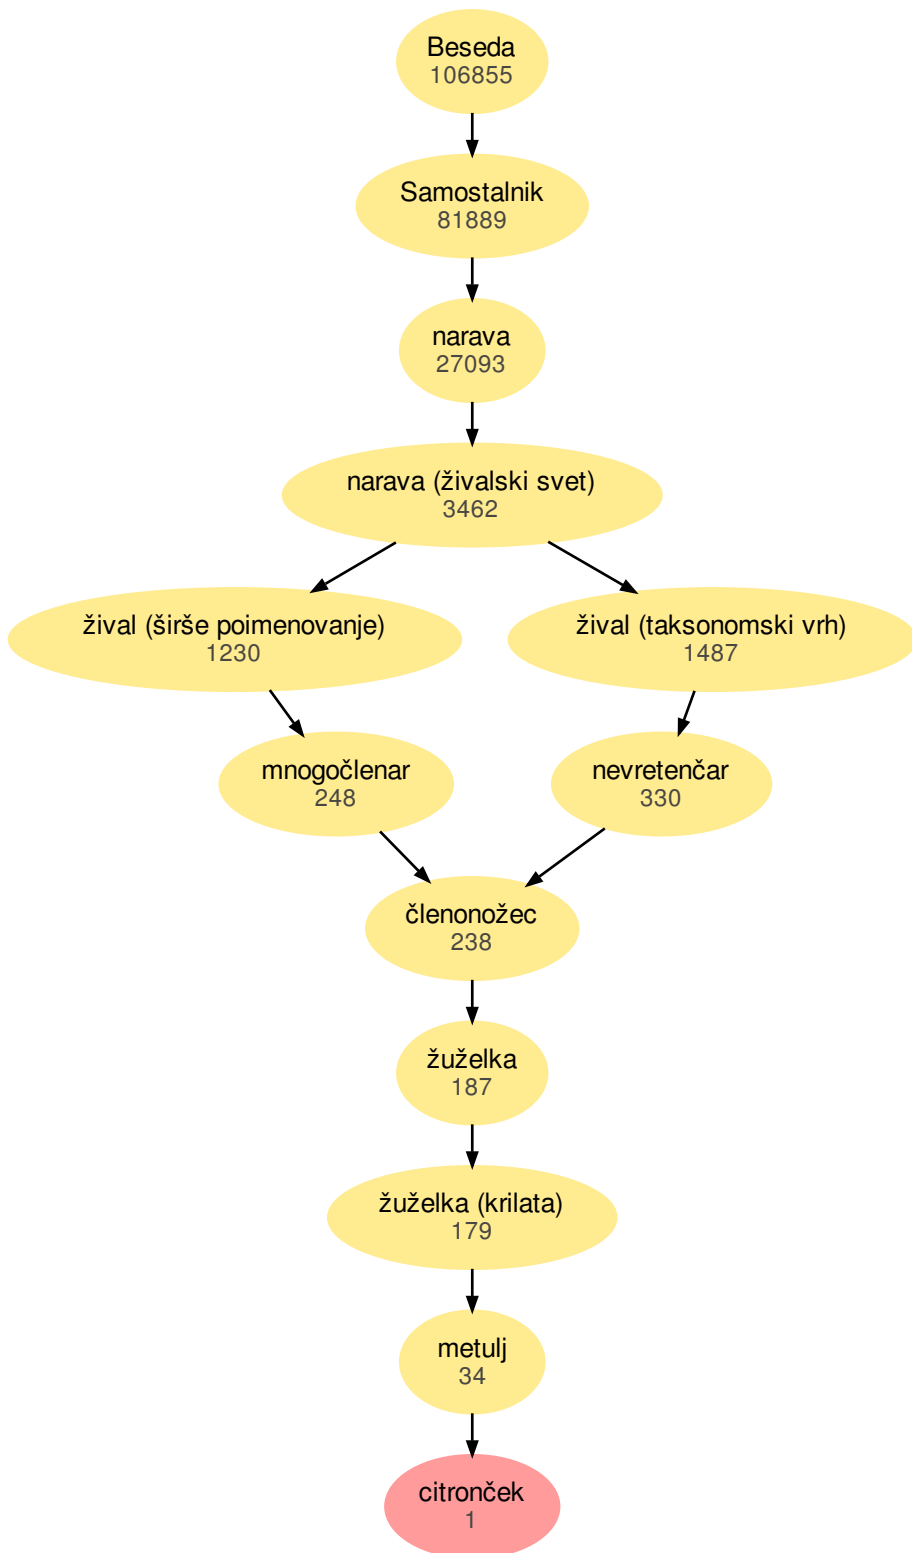 Beseda
106855
Samostalnik
81889
narava
27093
narava (živalski svet)
3462
žival (širše poimenovanje)
1230
žival (taksonomski vrh)
1487
mnogočlenar
248
nevretenčar
330
členonožec
238
žuželka
187
žuželka (krilata)
179
metulj
34
citronček
1